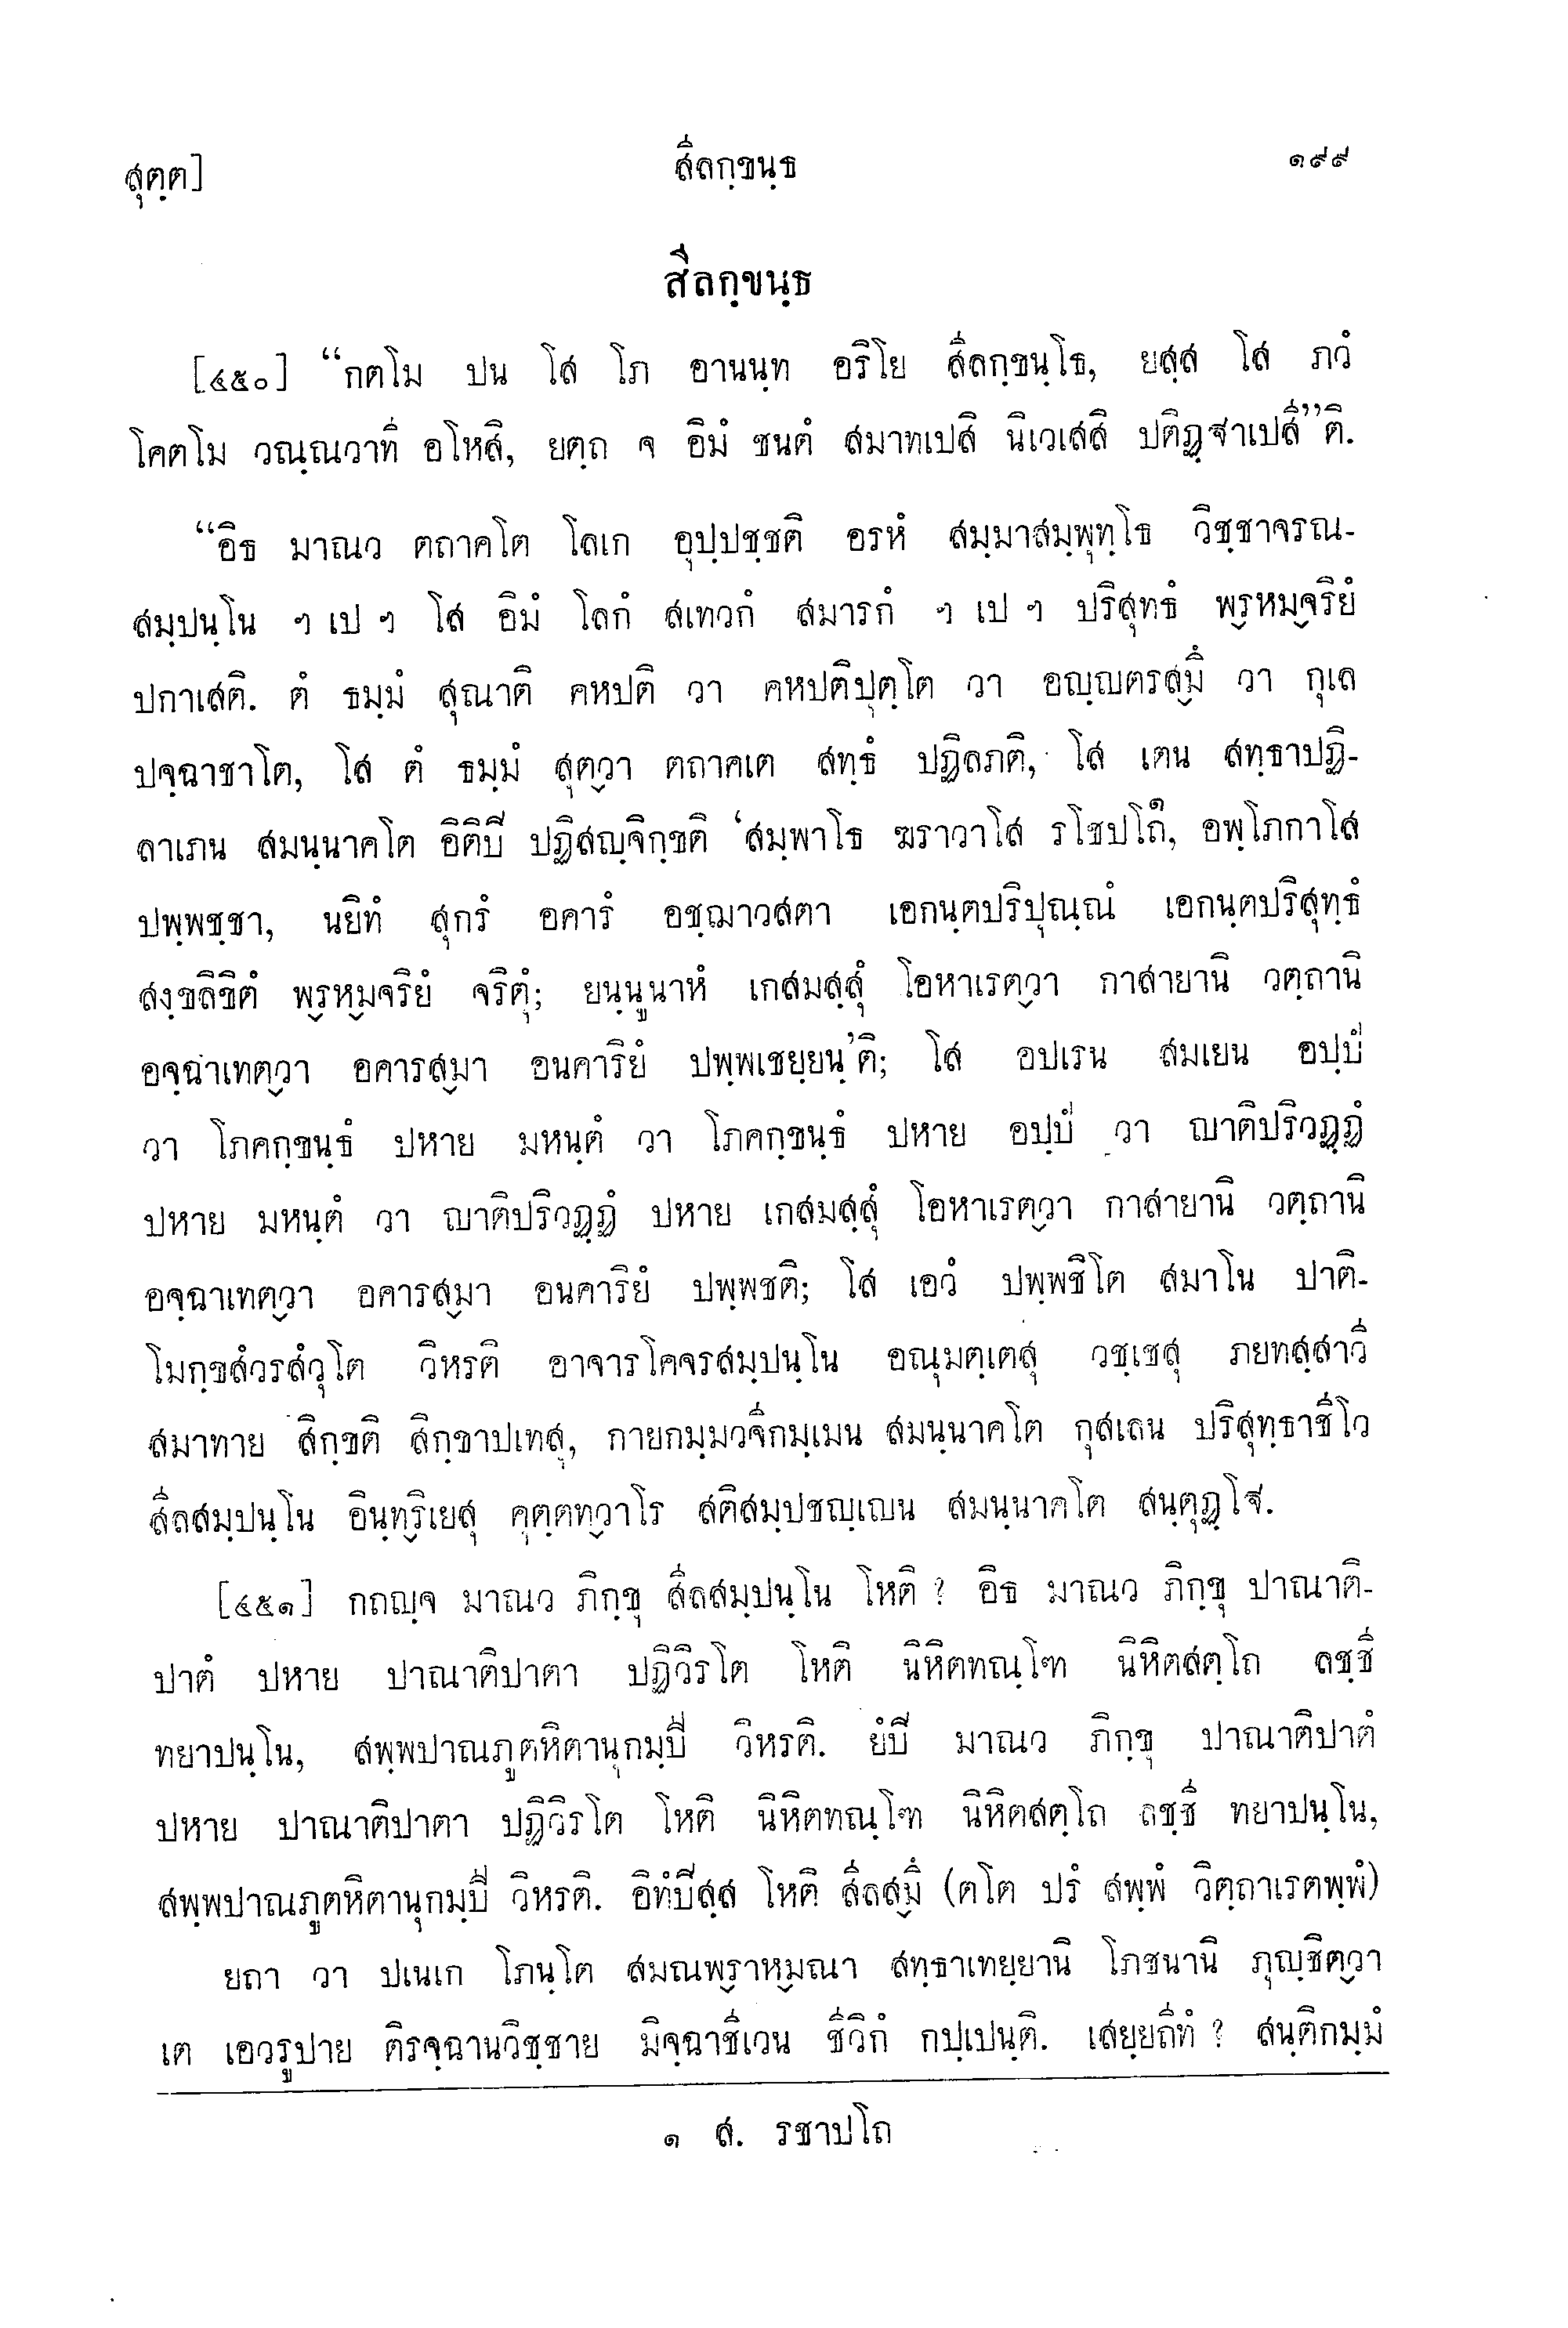 สุตฺต]
สีลกฺขนฺธ
๑๙๙
สีลกฺขนฺธ
[๔๕๐] “กตโม ปน โส โภ อานนฺท อริโย สีลกฺขนฺโธ, ยสฺส โส ภวํ
โคตโม วณฺณวาที อโหสิ, ยตฺถ จ อิมํ ชนตํ สมาทเปสิ นิเวเสสิ ปติฏฺฐาเปสี”ติ.
“อิธ มาณว ตถาคโต โลเก อุปฺปชฺชติ อรหํ สมฺมาสมฺพุทฺโธ วิชฺชาจรณ-
สมฺปนฺโน ฯ เป ฯ โส อิมํ โลกํ สเทวกํ สมารกํ ฯ เป ฯ ปริสุทธํ พฺรหมฺจริยํ
ปกาเสติ. ตํ ธมฺมํ สุณาติ คหปติ วา คหปติปุตฺโต วา อญฺญตรสฺมึ วา กุเล
ปจฺฉาชาโต, โส ตํ ธมฺมํ สุตฺวา ตถาคเต สทฺธํ ปฏิลภติ, โส เตน สทฺธาปฏิ-
ลาเภน สมนฺนาคโต อิติปิ ปฏิสญฺจิกฺขติ ‘สมฺพาโธ ฆราวาโส รโชปโถ๑, อพฺโภกาโส
ปพฺพชฺชา, นยิทํ สุกรํ อคารํ อชฺฌาวสตา เอกนฺตปริปุณฺณํ เอกนฺตปริสุทฺธํ
สงฺขลิขิตํ พฺรหฺมจริยํ จริตุํ; ยนฺนูนาหํ เกสมสฺสุํ โอหาเรตฺวา กาสายานิ วตฺถานิ
อจฺฉาเทตฺวา อคารสฺมา อนคาริยํ ปพฺพเชยฺยนฺ’ติ; โส อปเรน สมเยน อปฺปํ
วา โภคกฺขนฺธํ ปหาย มหนฺตํ วา โภคกฺขนฺธํ ปหาย อปฺปํ วา ญาติปริวฏฺฏํ
ปหาย มหนฺตํ วา ญาติปริวฏฺฏํ ปหาย เกสมสฺสุํ โอหาเรตฺวา กาสายานิ วตฺถานิ
อจฺฉาเทตฺวา อคารสฺมา อนคาริยํ ปพฺพชติ; โส เอวํ ปพฺพชิโต สมาโน ปาติ-
โมกฺขสํวรสํวุโต วิหรติ อาจารโคจรสมฺปนฺโน อณุมตฺเตสุ วชฺเชสุ ภยทสฺสาวี
สมาทาย สิกฺขติ สิกฺขาปเทสุ, กายกมฺมวจีกมฺเมน สมนฺนาคโต กุสเลน ปริสุทฺธาชีโว
สีลสมฺปนฺโน อินฺทฺริเยสุ คุตฺตทฺวาโร สติสมฺปชญฺเญน สมนฺนาคโต สนฺตุฏฺโฐ.
[๔๕๑] กถญฺจ มาณว ภิกฺขุ สีลสมฺปนฺโน โหติ ? อิธ มาณว ภิกฺขุ ปาณาติ-
ปาตํ ปหาย ปาณาติปาตา ปฏิวิรโต โหติ นิหิตทณฺโฑ นิหิตสตฺโถ ลชฺชี
ทยาปนฺโน, สพฺพปาณภูตหิตานุกมฺปี วิหรติ. ยํปิ มาณว ภิกฺขุ ปาณาติปาตํ
ปหาย ปาณาติปาตา ปฏิวิรโต โหติ นิหิตทณฺโฑ นิหิตสตฺโถ ลชฺชี ทยาปนฺโน,
สพฺพปาณภูตหิตานุกมฺปี วิหรติ. อิทํปิสฺส โหติ สีลสฺมึ (ตโต ปรํ สพฺพํ วิตฺถาเรตพฺพํ)
ยถา วา ปเนเก โภนฺโต สมณพฺราหฺมณา สทฺธาเทยฺยานิ โภชนานิ ภุญฺชิตฺวา
เต เอวรูปาย ติรจฺฉานวิชฺชาย มิจฺฉาชีเวน ชีวิกํ กปฺเปนฺติ. เสยฺยถีทํ ? สนฺติกมฺมํ
๑ ส. รชาปโถ